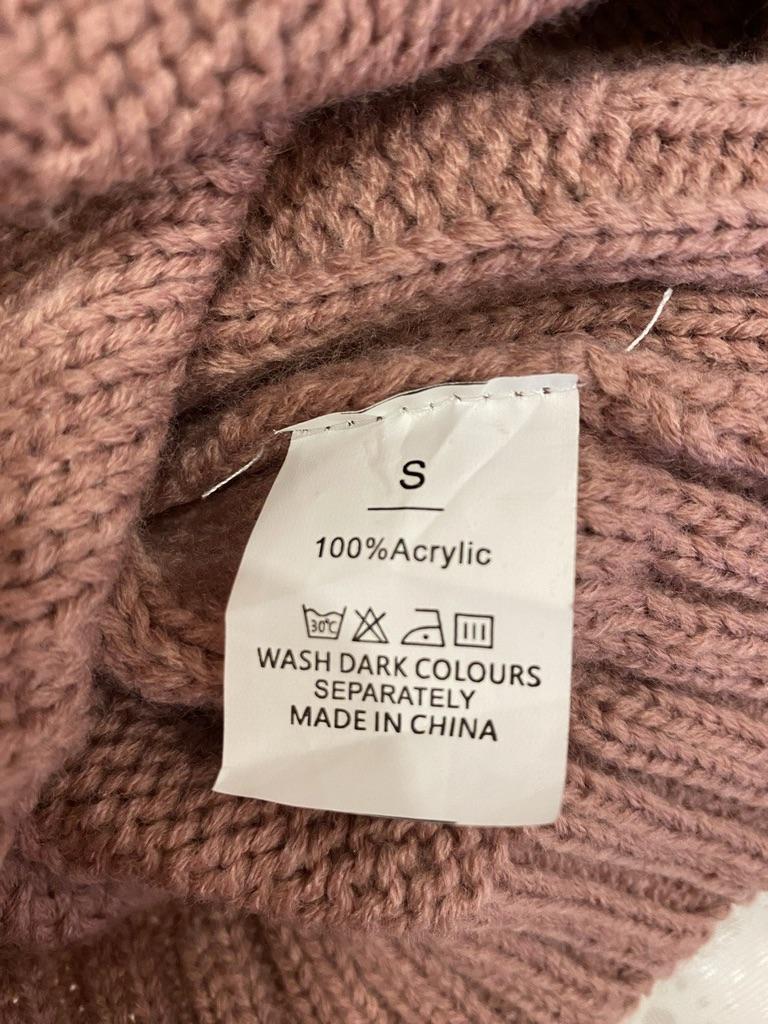 S
100%Acrylic
30℃
WASH DARK COLOURS
SEPARATELY
MADE IN CHINA